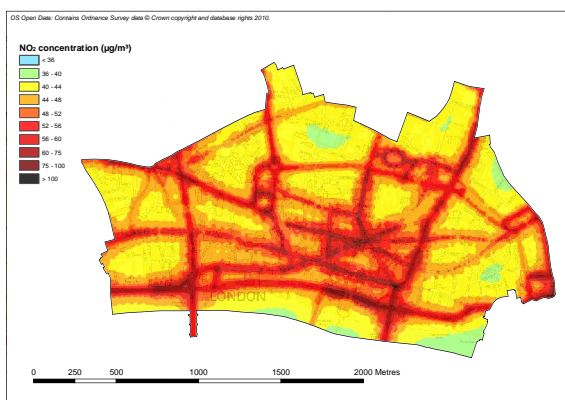 OS Open Data: Contains Ordnance Survey data © Crown copyright and database rights 2010.
NO₂ concentration (µg/m³)
< 36
36 - 40
40 - 44
44 - 48
48 - 52
52 - 56
56 - 60
60 - 75
75 - 100
> 100
LONDON
0 250 500 1000 1500 2000 Metres